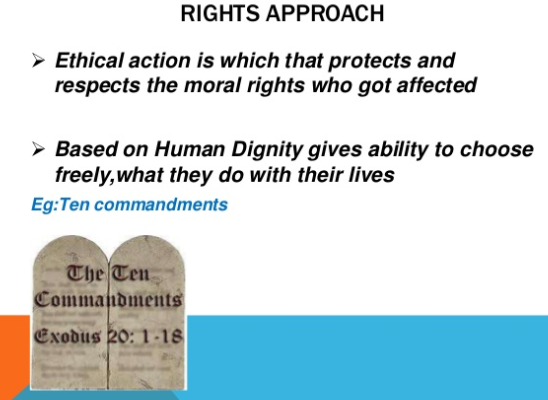 RIGHTS APPROACH
➢ Ethical action is which that protects and
respects the moral rights who got affected
➢ Based on Human Dignity gives ability to choose
freely,what they do with their lives
Eg:Ten commandments
The Ten
Commandments
Exodus 20: 1-18